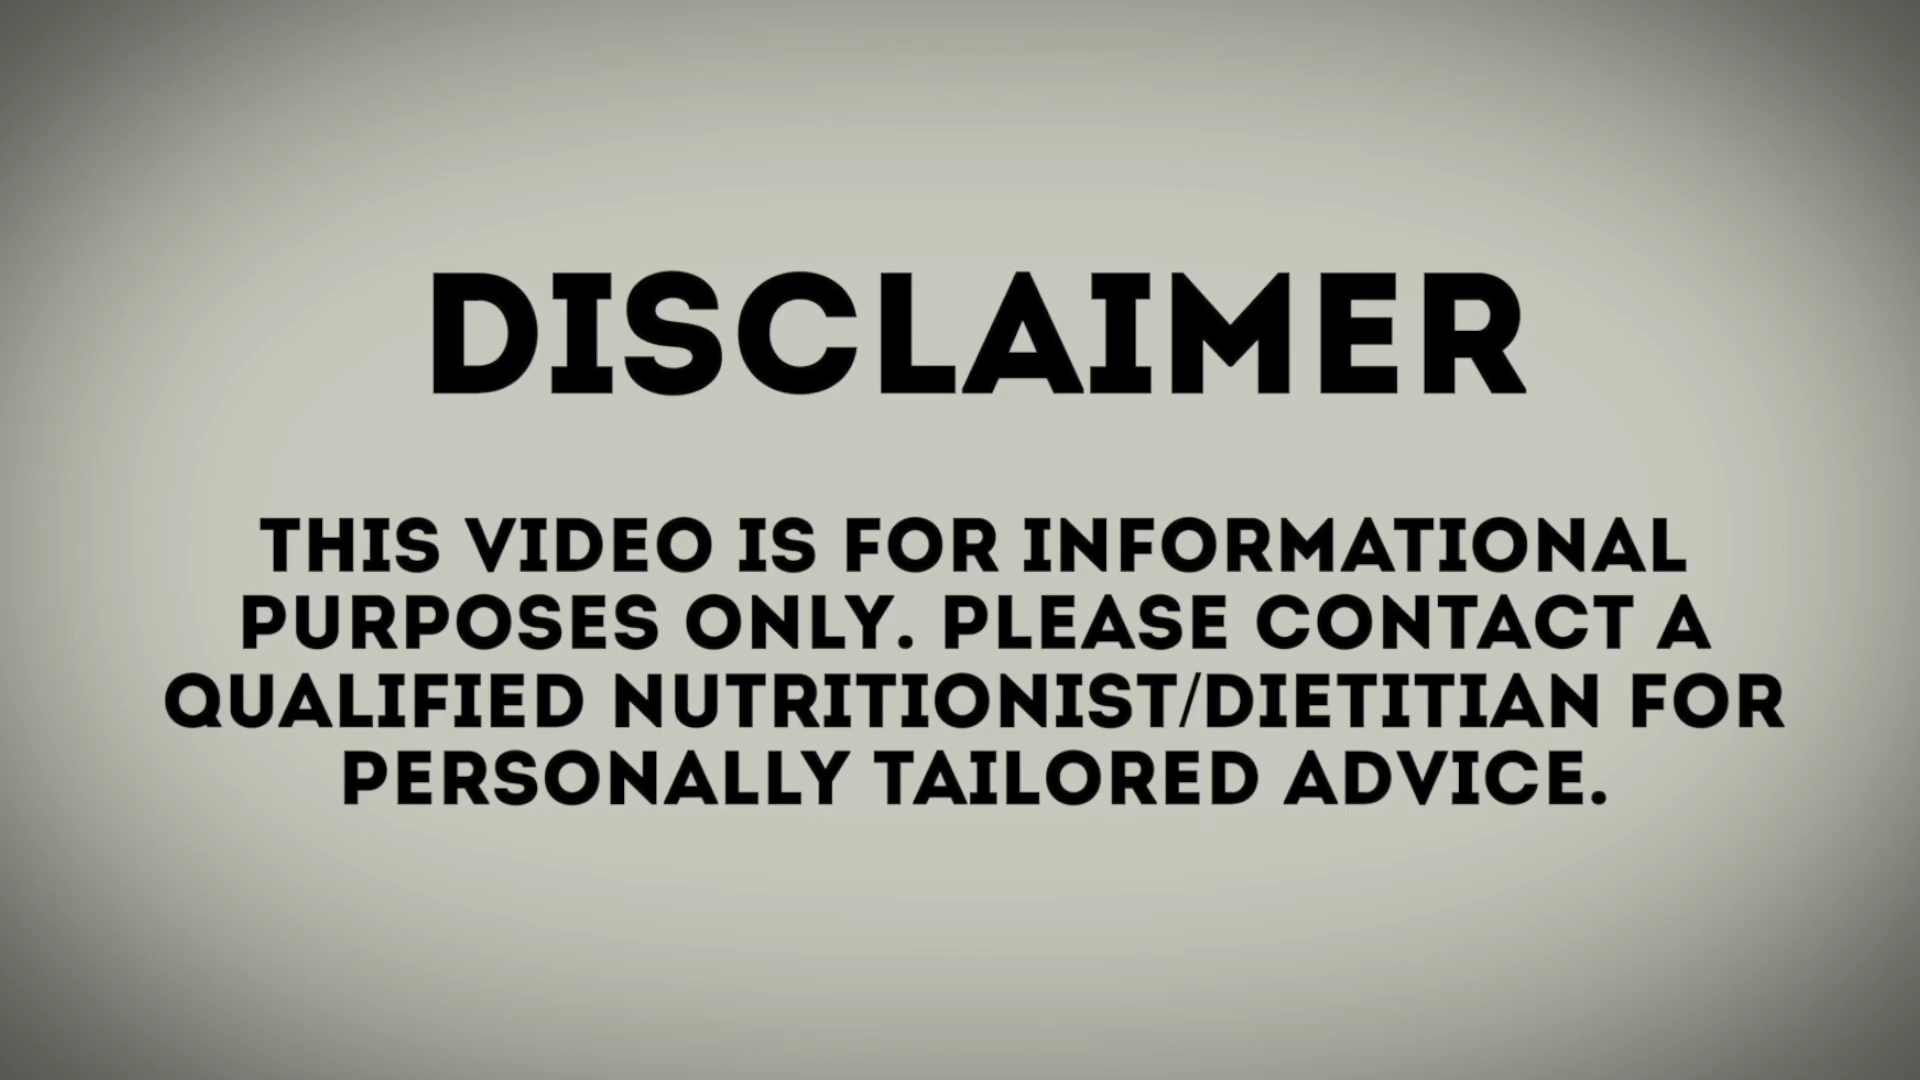 DISCLAIMER
THIS VIDEO IS FOR INFORMATIONAL
PURPOSES ONLY. PLEASE CONTACT A
QUALIFIED NUTRITIONIST/DIETITIAN FOR
PERSONALLY TAILORED ADVICE.